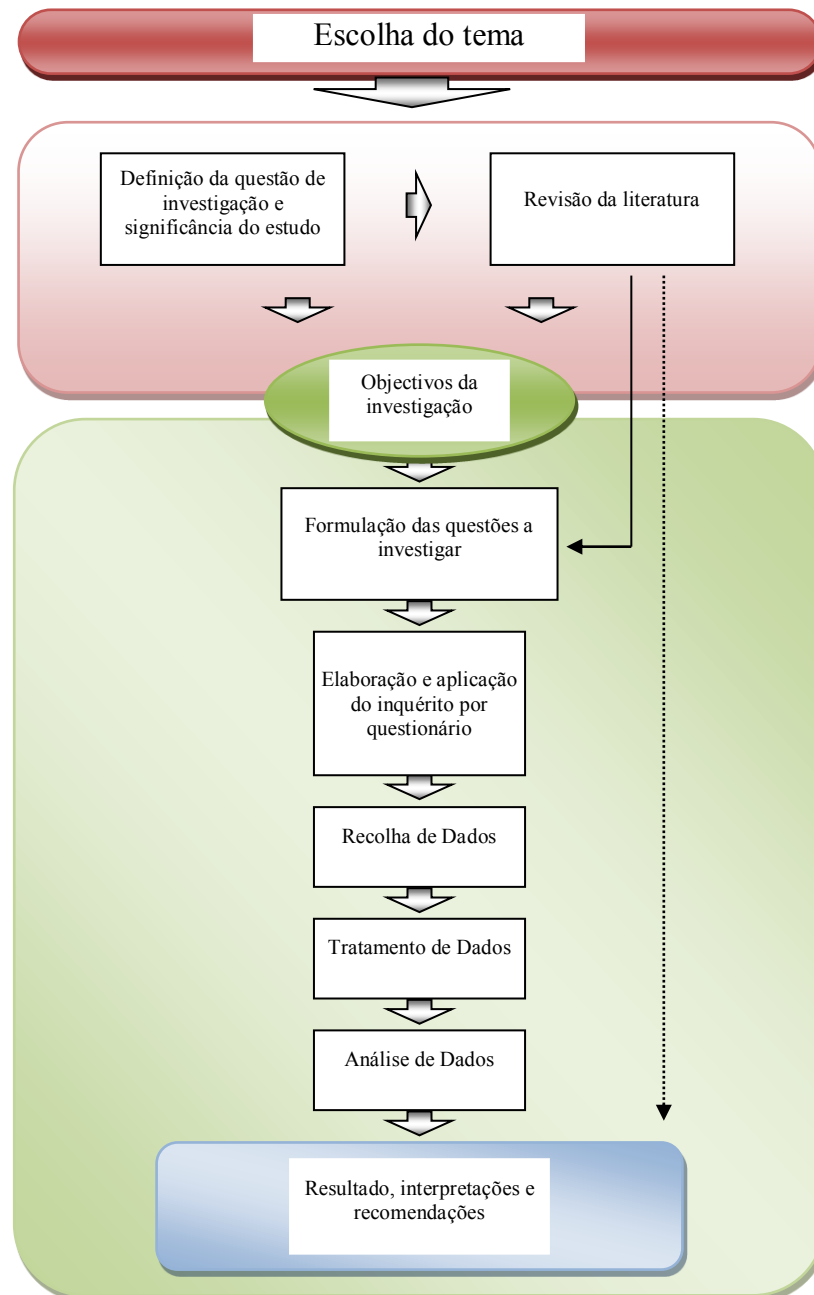 Escolha do tema
Definição da questão de
investigação e
significância do estudo
Revisão da literatura
Objectivos da
investigação
Formulação das questões a
investigar
Elaboração e aplicação
do inquérito por
questionário
Recolha de Dados
Tratamento de Dados
Análise de Dados
Resultado, interpretações e
recomendações